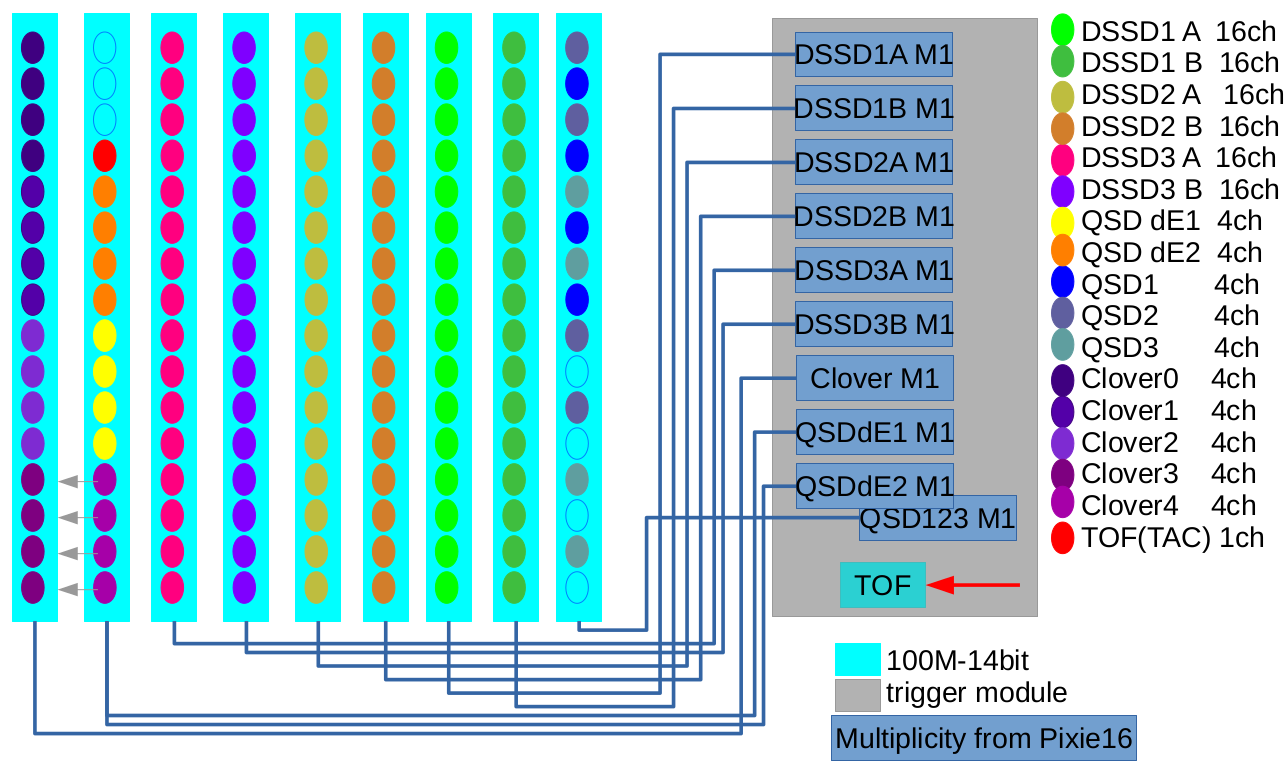 DSSD1A M1
DSSD1B M1
DSSD2A M1
DSSD2B M1
DSSD3A M1
DSSD3B M1
Clover M1
QSDdE1 M1
QSDdE2 M1
QSD123 M1
TOF
DSSD1 A 16ch
DSSD1 B 16ch
DSSD2 A 16ch
DSSD2 B 16ch
DSSD3 A 16ch
DSSD3 B 16ch
QSD dE1 4ch
QSD dE2 4ch
QSD1 4ch
QSD2 4ch
QSD3 4ch
Clover0 4ch
Clover1 4ch
Clover2 4ch
Clover3 4ch
Clover4 4ch
TOF(TAC) 1ch
100M-14bit
trigger module
Multiplicity from Pixie16